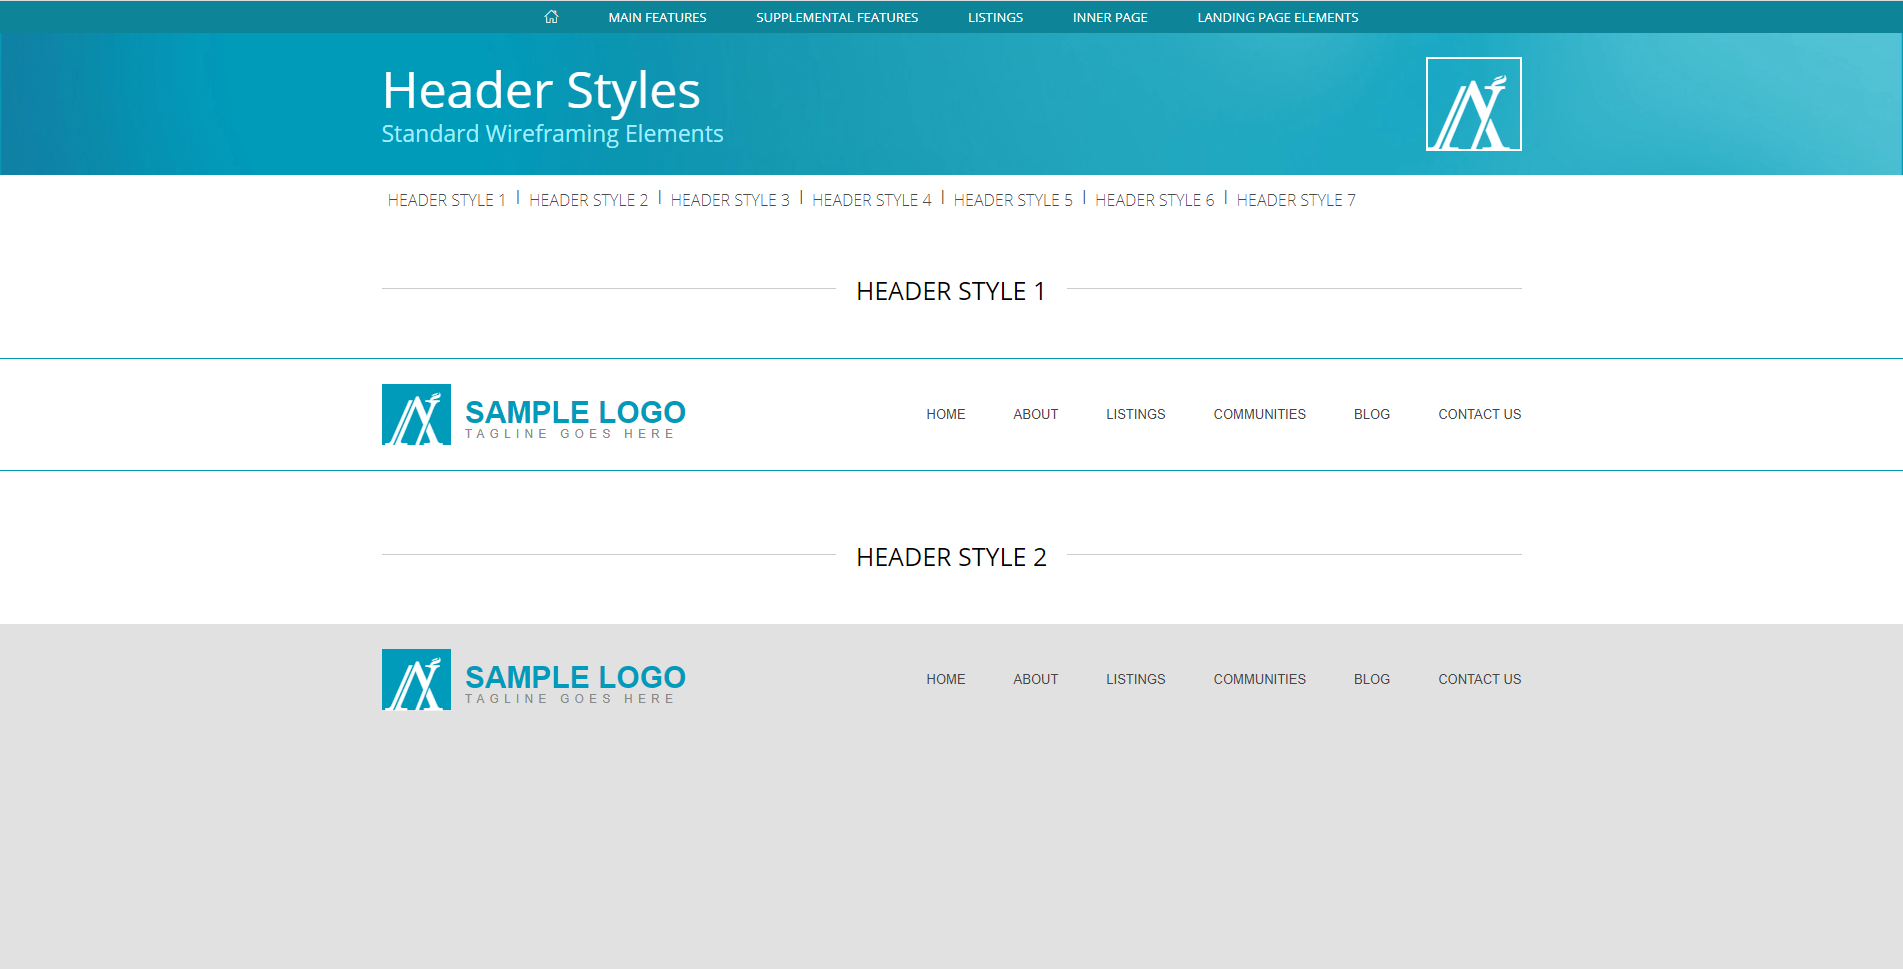 MAIN FEATURES SUPPLEMENTAL FEATURES LISTINGS INNER PAGE LANDING PAGE ELEMENTS
Header Styles
Standard Wireframing Elements
HEADER STYLE 1 | HEADER STYLE 2 | HEADER STYLE 3 | HEADER STYLE 4 | HEADER STYLE 5 | HEADER STYLE 6 | HEADER STYLE 7
HEADER STYLE 1
SAMPLE LOGO
TAGLINE GOES HERE
HOME ABOUT LISTINGS COMMUNITIES BLOG CONTACT US
HEADER STYLE 2
SAMPLE LOGO
TAGLINE GOES HERE
HOME ABOUT LISTINGS COMMUNITIES BLOG CONTACT US